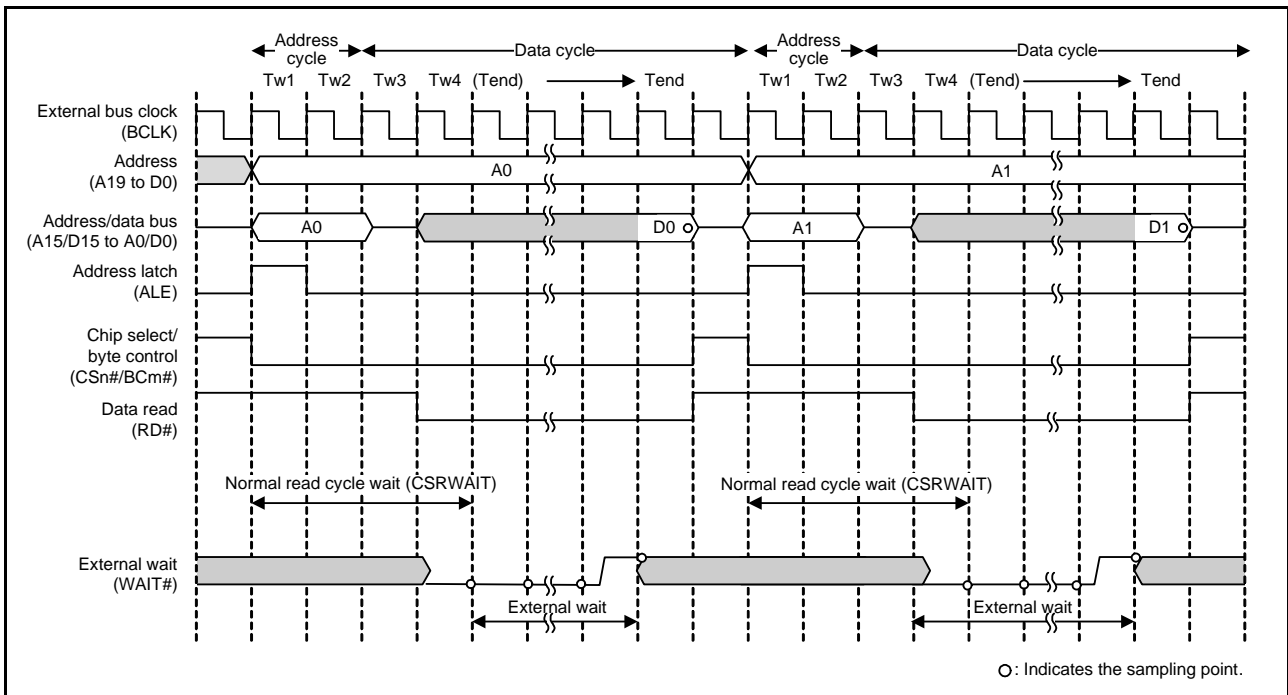 Address
cycle
Data cycle
Address
cycle
Data cycle
Tw1 Tw2 Tw3 Tw4 (Tend) Tend Tw1 Tw2 Tw3 Tw4 (Tend) Tend
External bus clock
(BCLK)
Address
(A19 to D0)
A0 A1
Address/data bus
(A15/D15 to A0/D0)
A0 D0 A1 D1
Address latch
(ALE)
Chip select/
byte control
(CSn#/BCm#)
Data read
(RD#)
Normal read cycle wait (CSRWAIT) Normal read cycle wait (CSRWAIT)
External wait
(WAIT#)
External wait External wait
: Indicates the sampling point.